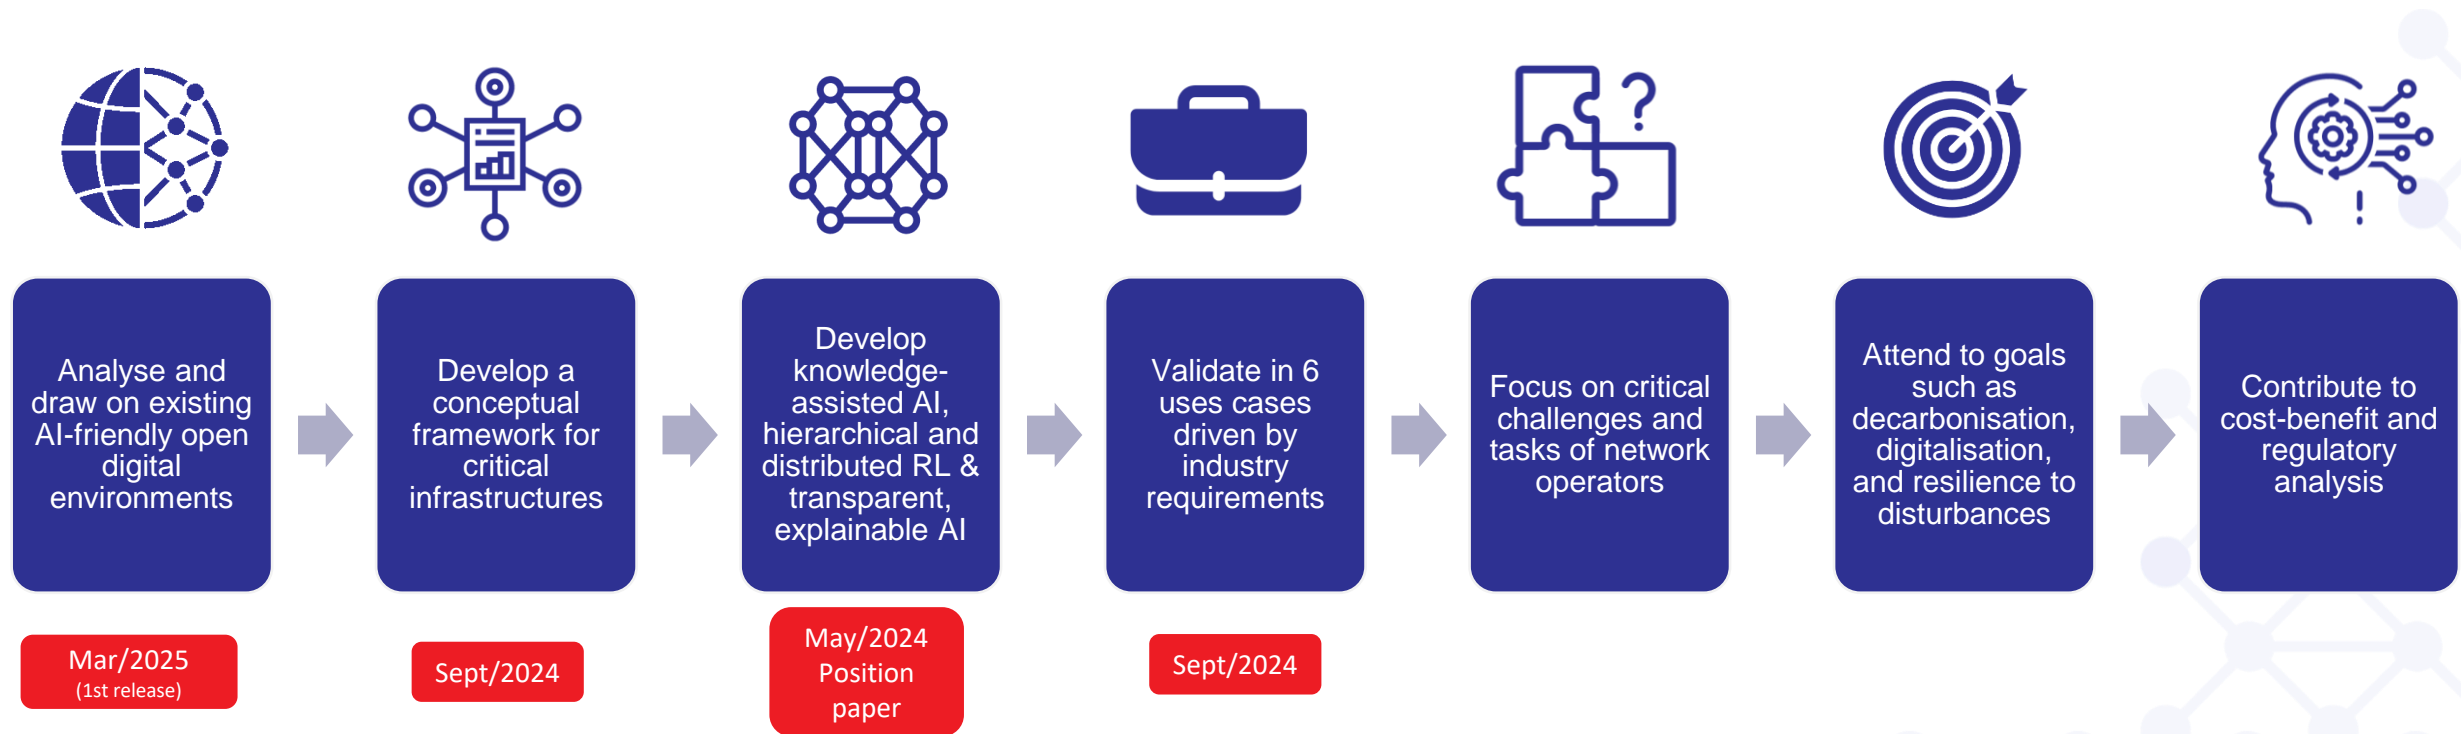 Analyse and
draw on existing
AI-friendly open
digital
environments
Develop a
conceptual
framework for
critical
infrastructures
Develop
knowledge-
assisted AI,
hierarchical and
distributed RL &
transparent,
explainable AI
Validate in 6
uses cases
driven by
industry
requirements
Focus on critical
challenges and
tasks of network
operators
Attend to goals
such as
decarbonisation,
digitalisation,
and resilience to
disturbances
Contribute to
cost-benefit and
regulatory
analysis
Mar/2025
(1st release)
Sept/2024
May/2024
Position
paper
Sept/2024